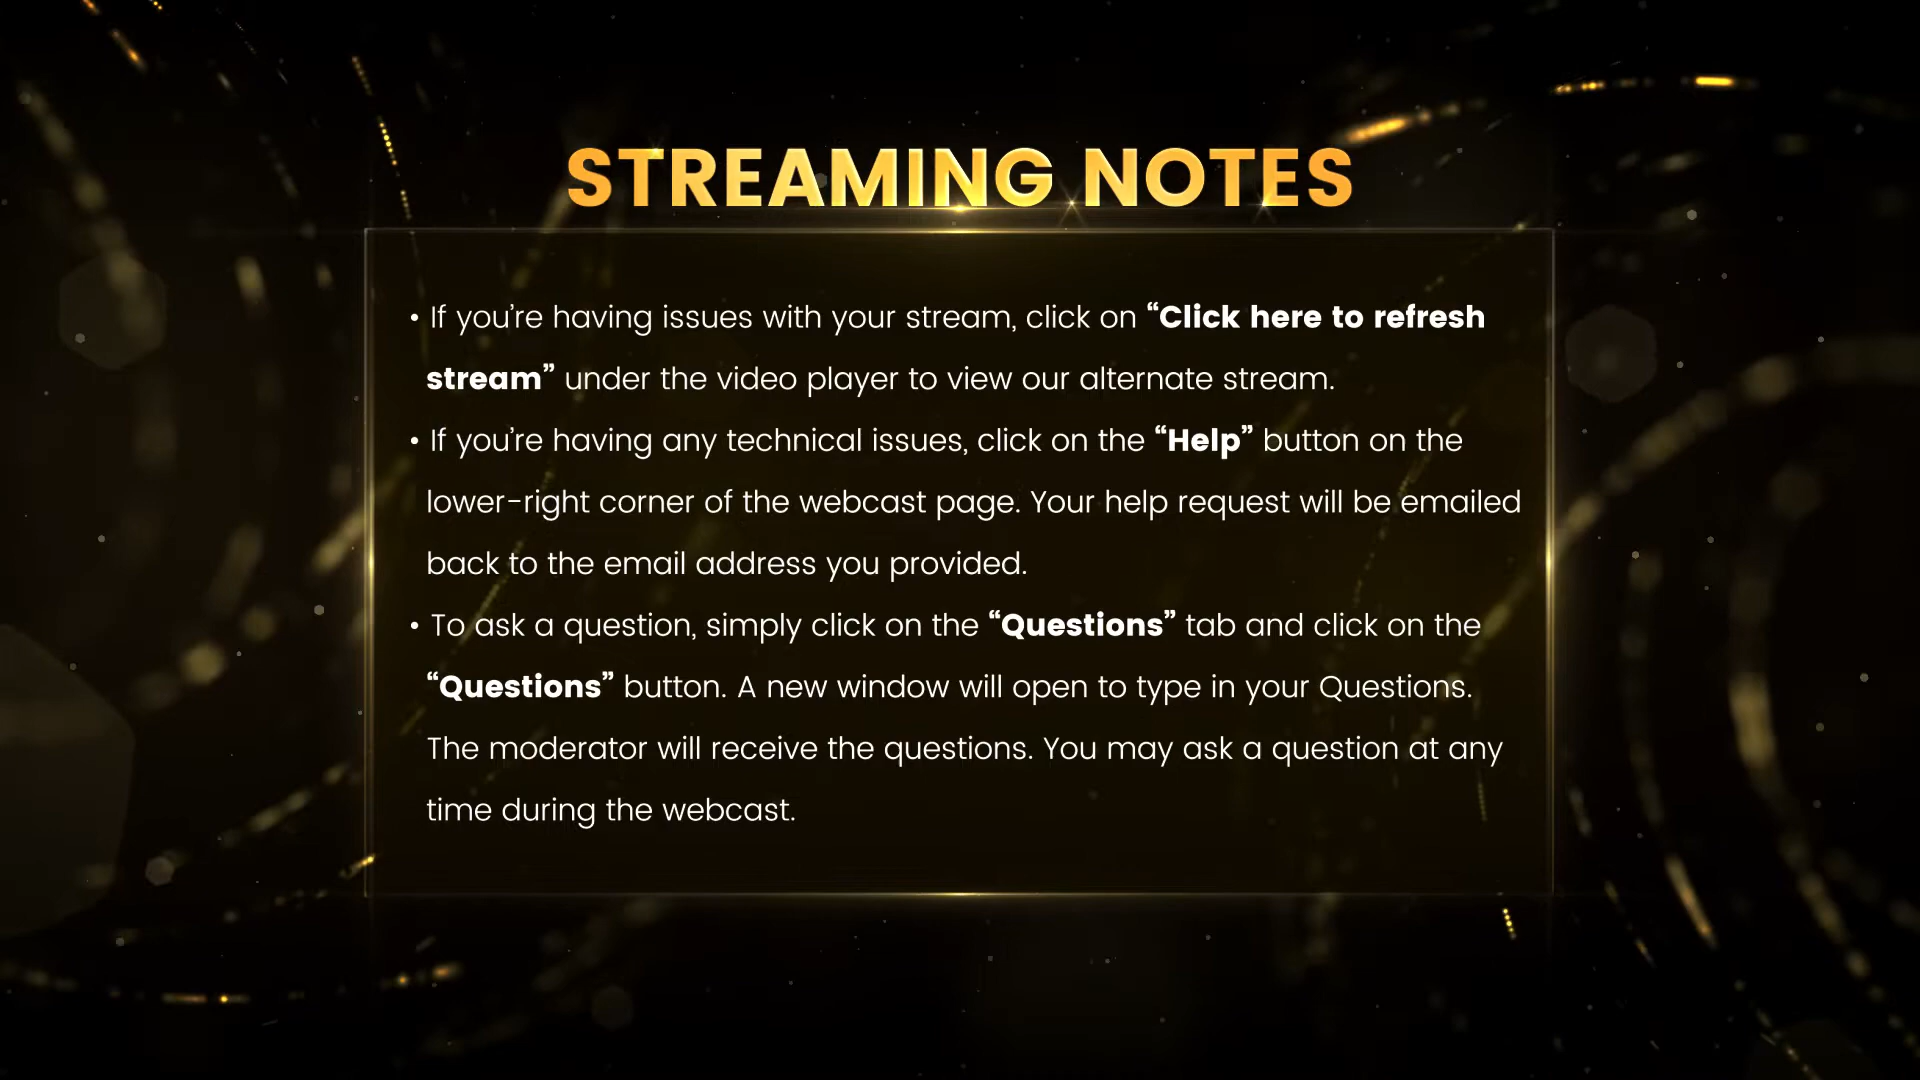 STREAMING NOTES
• If you’re having issues with your stream, click on “Click here to refresh
stream” under the video player to view our alternate stream.
• If you’re having any technical issues, click on the “Help” button on the
lower-right corner of the webcast page. Your help request will be emailed
back to the email address you provided.
• To ask a question, simply click on the “Questions” tab and click on the
“Questions” button. A new window will open to type in your Questions.
The moderator will receive the questions. You may ask a question at any
time during the webcast.